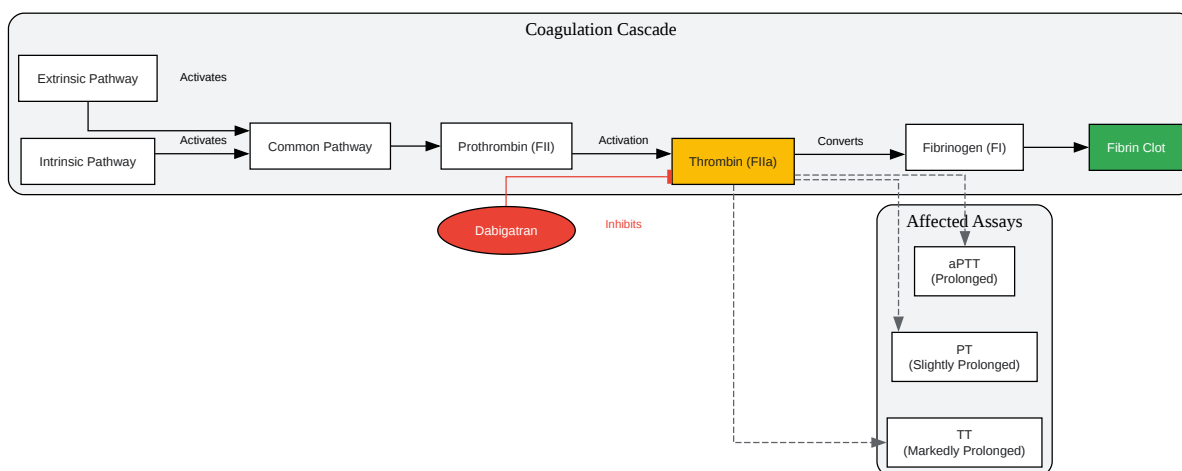 Coagulation Cascade
Extrinsic Pathway
Activates
Intrinsic Pathway
Activates
Common Pathway
Prothrombin (FII)
Activation
Thrombin (FIIa)
Converts
Fibrinogen (FI)
Fibrin Clot
Dabigatran
Inhibits
Affected Assays
aPTT
(Prolonged)
PT
(Slightly Prolonged)
TT
(Markedly Prolonged)